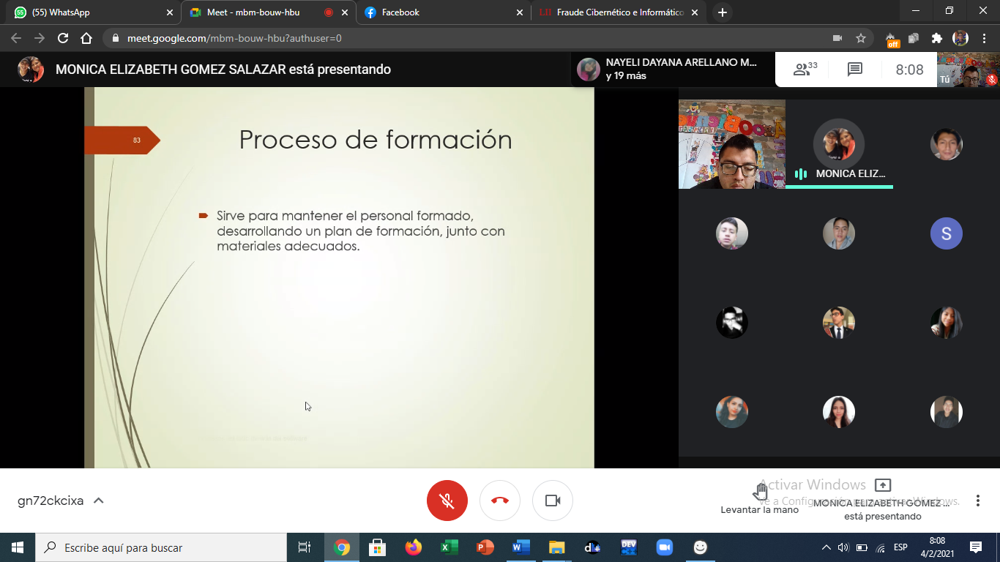 (55) WhatsApp
Meet - mbm-bouw-hbu
Facebook
LII Fraude Cibernético e Informático
meet.google.com/mbm-bouw-hbu?authuser=0
off
MONICA ELIZABETH GOMEZ SALAZAR está presentando
NAYELI DAYANA ARELLANO M...
y 19 más
33
8:08
Tú
83
Proceso de formación
Sirve para mantener el personal formado,
desarrollando un plan de formación, junto con
materiales adecuados.
MONICA ELIZ...
S
gn72ckcixa
Activar Windows
Ve a Configuración para activar Windows.
Levantar la mano
MONICA ELIZABETH GOMEZ ...
está presentando
Escribe aquí para buscar
DEV
ESP
8:08
4/2/2021